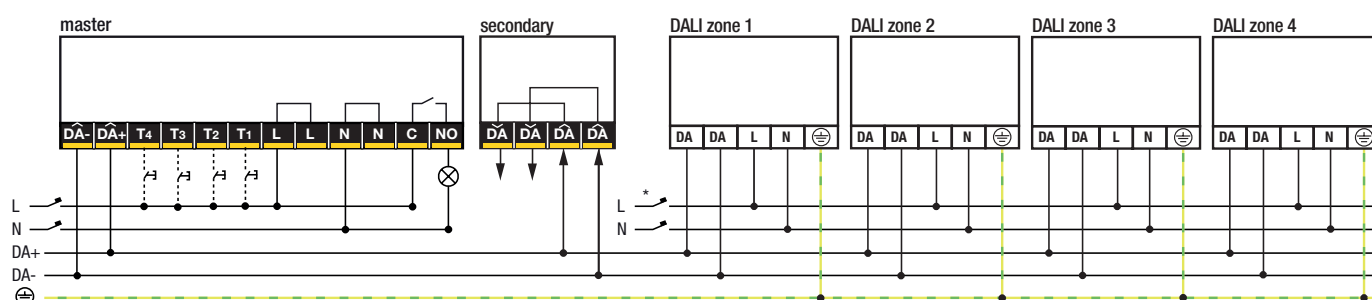 master secondary DALI zone 1 DALI zone 2 DALI zone 3 DALI zone 4
DA- DA+ T4 T3 T2 T1 L L N N C NO DA DA DA DA DA DA L N DA DA L N DA DA L N DA DA L N
L * L
N N
DA+
DA-